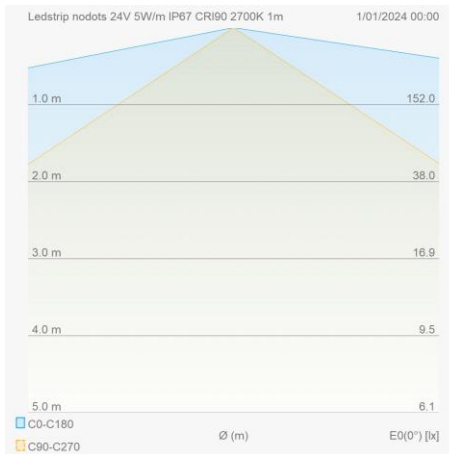 Ledstrip nodots 24V 5W/m IP67 CRI90 2700K 1m 1/01/2024 00:00
1.0 m 152.0
2.0 m 38.0
3.0 m 16.9
4.0 m 9.5
5.0 m 6.1
C0-C180
Ø (m) E0(0°) [lx]
C90-C270